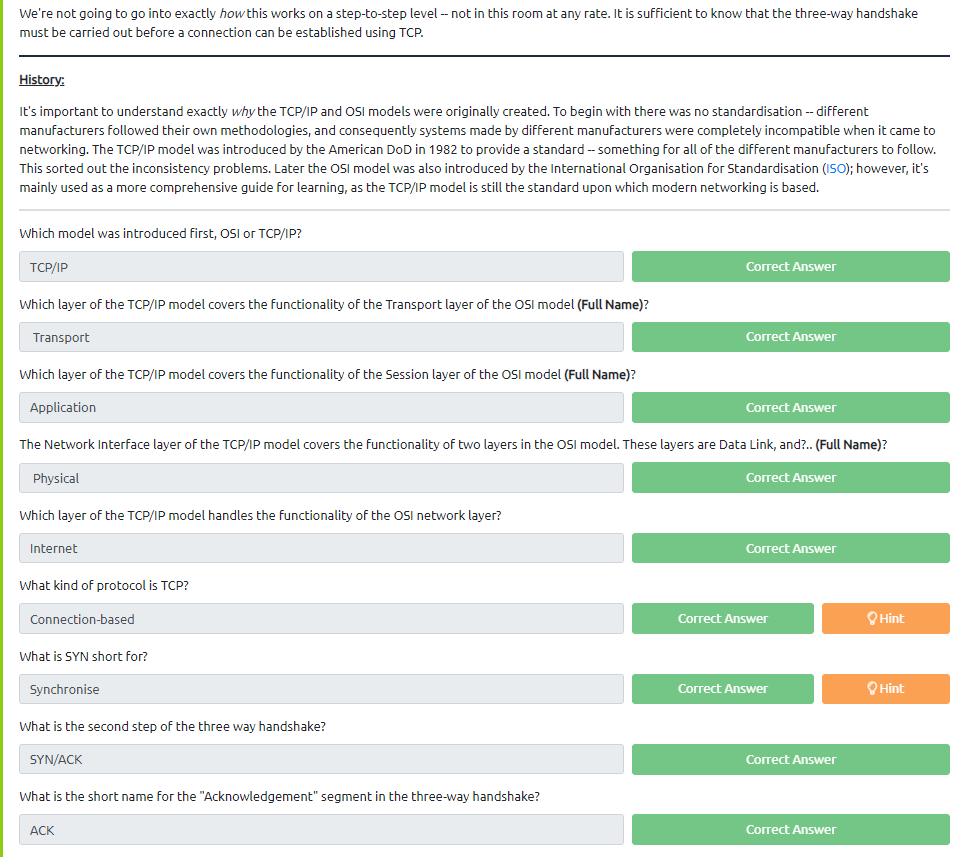 We're not going to go into exactly how this works on a step-to-step level -- not in this room at any rate. It is sufficient to know that the three-way handshake
must be carried out before a connection can be established using TCP.
History:
It's important to understand exactly why the TCP/IP and OSI models were originally created. To begin with there was no standardisation -- different
manufacturers followed their own methodologies, and consequently systems made by different manufacturers were completely incompatible when it came to
networking. The TCP/IP model was introduced by the American DoD in 1982 to provide a standard -- something for all of the different manufacturers to follow.
This sorted out the inconsistency problems. Later the OSI model was also introduced by the International Organisation for Standardisation (ISO); however, it's
mainly used as a more comprehensive guide for learning, as the TCP/IP model is still the standard upon which modern networking is based.
Which model was introduced first, OSI or TCP/IP?
TCP/IP Correct Answer
Which layer of the TCP/IP model covers the functionality of the Transport layer of the OSI model (Full Name)?
Transport Correct Answer
Which layer of the TCP/IP model covers the functionality of the Session layer of the OSI model (Full Name)?
Application Correct Answer
The Network Interface layer of the TCP/IP model covers the functionality of two layers in the OSI model. These layers are Data Link, and?.. (Full Name)?
Physical Correct Answer
Which layer of the TCP/IP model handles the functionality of the OSI network layer?
Internet Correct Answer
What kind of protocol is TCP?
Connection-based Correct Answer Hint
What is SYN short for?
Synchronise Correct Answer Hint
What is the second step of the three way handshake?
SYN/ACK Correct Answer
What is the short name for the "Acknowledgement" segment in the three-way handshake?
ACK Correct Answer